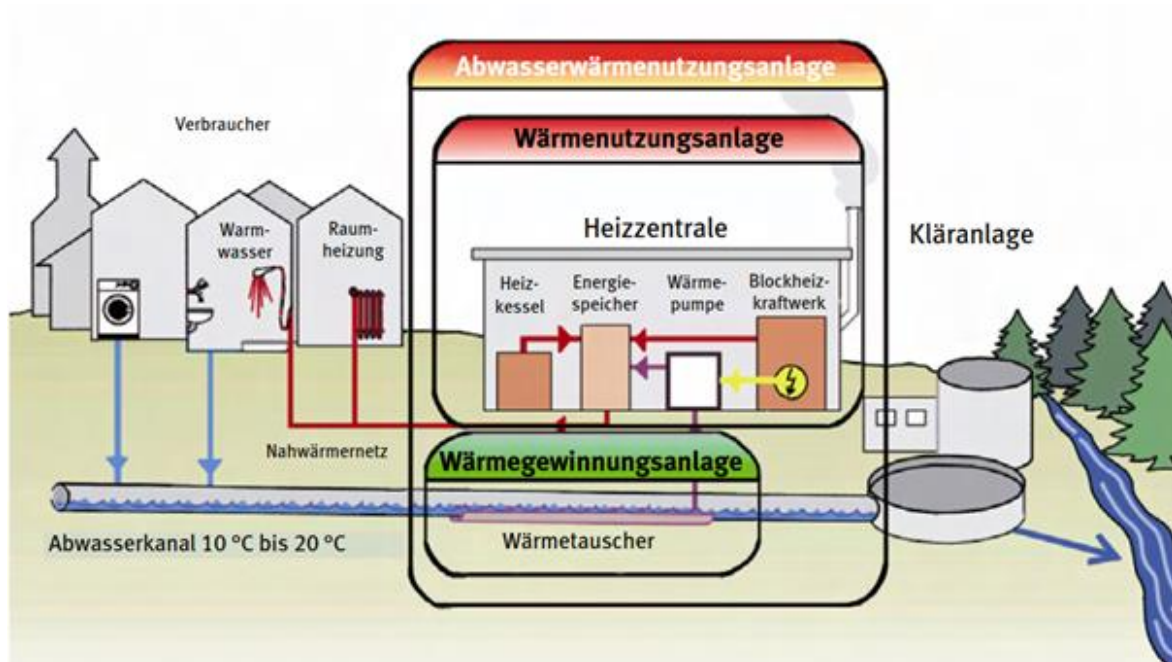 Abwasserwärmenutzungsanlage
Verbraucher
Wärmenutzungsanlage
Warm-
wasser
Raum-
heizung
Heizzentrale
Kläranlage
Heiz-
kessel
Energie-
speicher
Wärme-
pumpe
Blockheiz-
kraftwerk
Nahwärmernetz
Wärmegewinnungsanlage
Abwasserkanal 10 °C bis 20 °C
Wärmetauscher